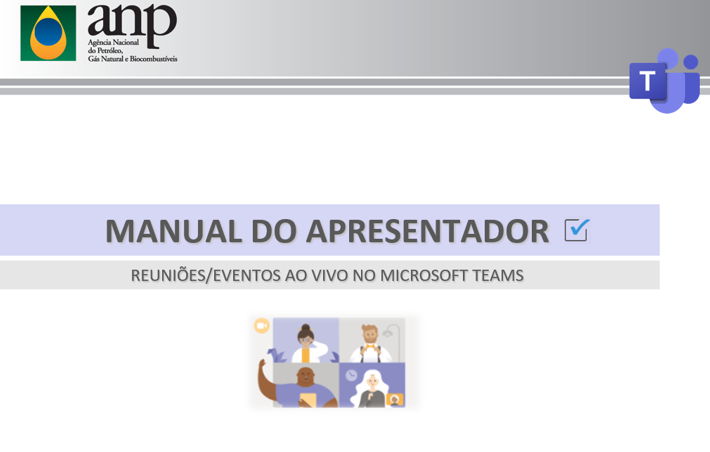 anp
Agência Nacional
do Petróleo,
Gás Natural e Biocombustíveis
T
MANUAL DO APRESENTADOR
REUNIÕES/EVENTOS AO VIVO NO MICROSOFT TEAMS